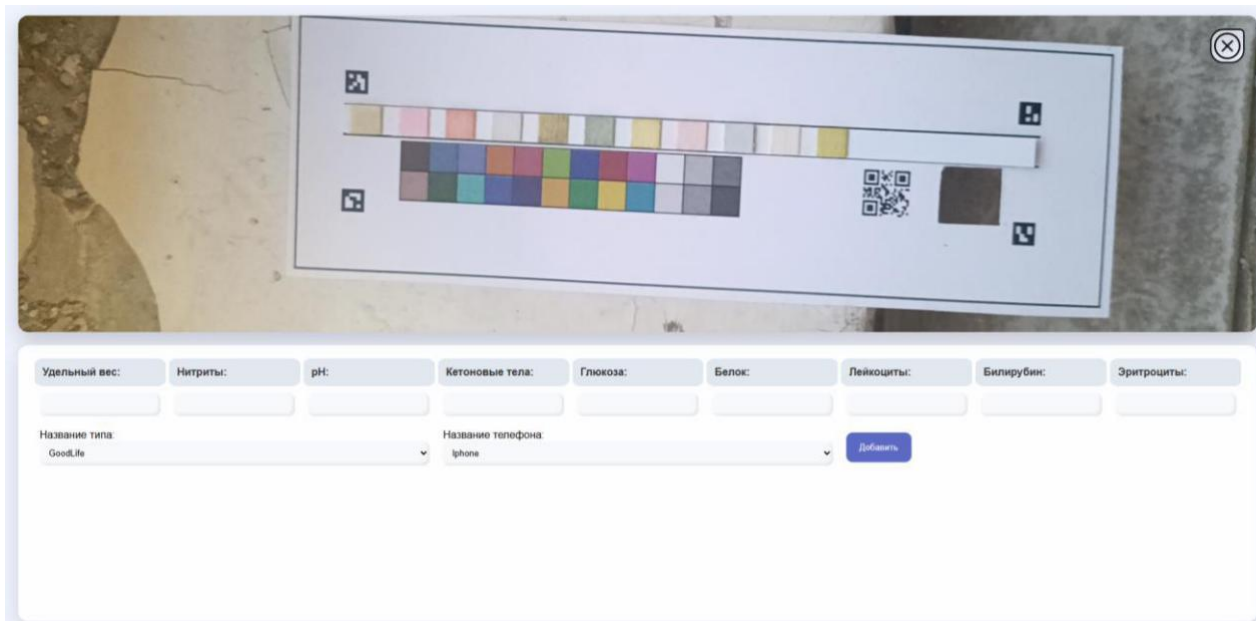 Удельный вес: Нитриты: pH: Кетоновые тела: Глюкоза: Белок: Лейкоциты: Билирубин: Эритроциты:
Название типа: Название телефона:
GoodLife Iphone Добавить